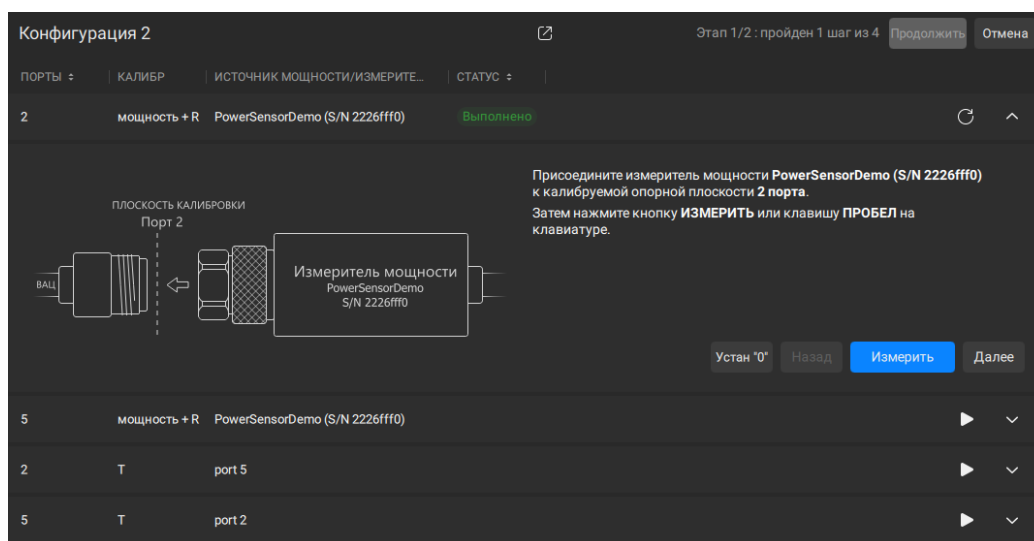 Конфигурация 2
Этап 1/2 : пройден 1 шаг из 4
Продолжить
Отмена
ПОРТЫ
КАЛИБР
ИСТОЧНИК МОЩНОСТИ/ИЗМЕРИТЕ...
СТАТУС
2
мощность + R
PowerSensorDemo (S/N 2226fff0)
Выполнено
ПЛОСКОСТЬ КАЛИБРОВКИ
Порт 2
ВАЦ
Измеритель мощности
PowerSensorDemo
S/N 2226fff0
Присоедините измеритель мощности PowerSensorDemo (S/N 2226fff0)
к калибруемой опорной плоскости 2 порта.
Затем нажмите кнопку ИЗМЕРИТЬ или клавишу ПРОБЕЛ на
клавиатуре.
Устан "0"
Назад
Измерить
Далее
5
мощность + R
PowerSensorDemo (S/N 2226fff0)
2
T
port 5
5
T
port 2